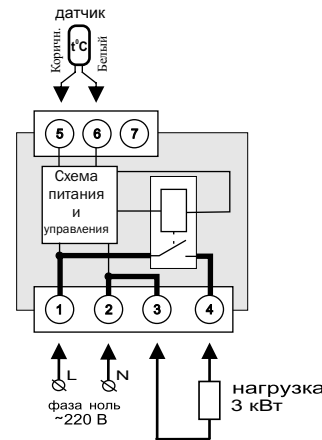 датчик
Коричн.
t°C
Белый
5 6 7
Схема
питания
и
управления
1 2 3 4
L N
фаза ноль
~220 В
нагрузка
3 кВт